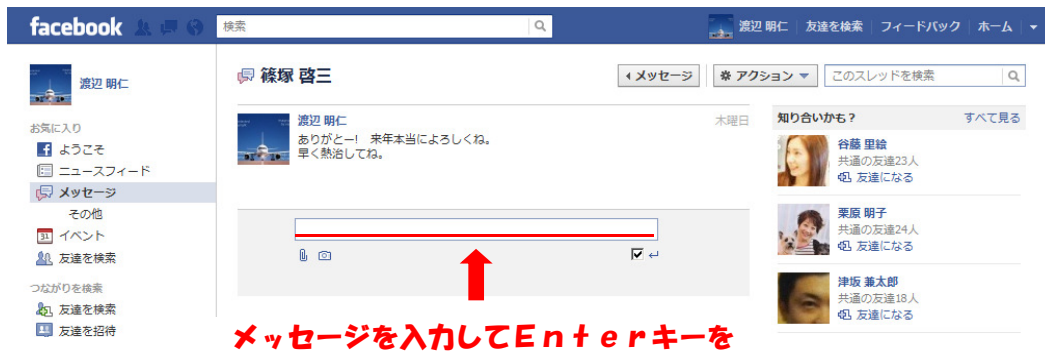 facebook
検索
渡辺 明仁
友達を検索
フィードバック
ホーム
渡辺 明仁
お気に入り
ようこそ
ニュースフィード
メッセージ
その他
31 イベント
友達を検索
つながりを検索
友達を検索
友達を招待
篠塚 啓三
メッセージ
アクション
このスレッドを検索
渡辺 明仁
木曜日
ありがとー! 来年本当によろしくね。
早く熱治してね。
メッセージを入力してEnterキーを
知り合いかも?
すべて見る
谷藤 里絵
共通の友達23人
友達になる
栗原 明子
共通の友達24人
友達になる
津坂 兼太郎
共通の友達18人
友達になる